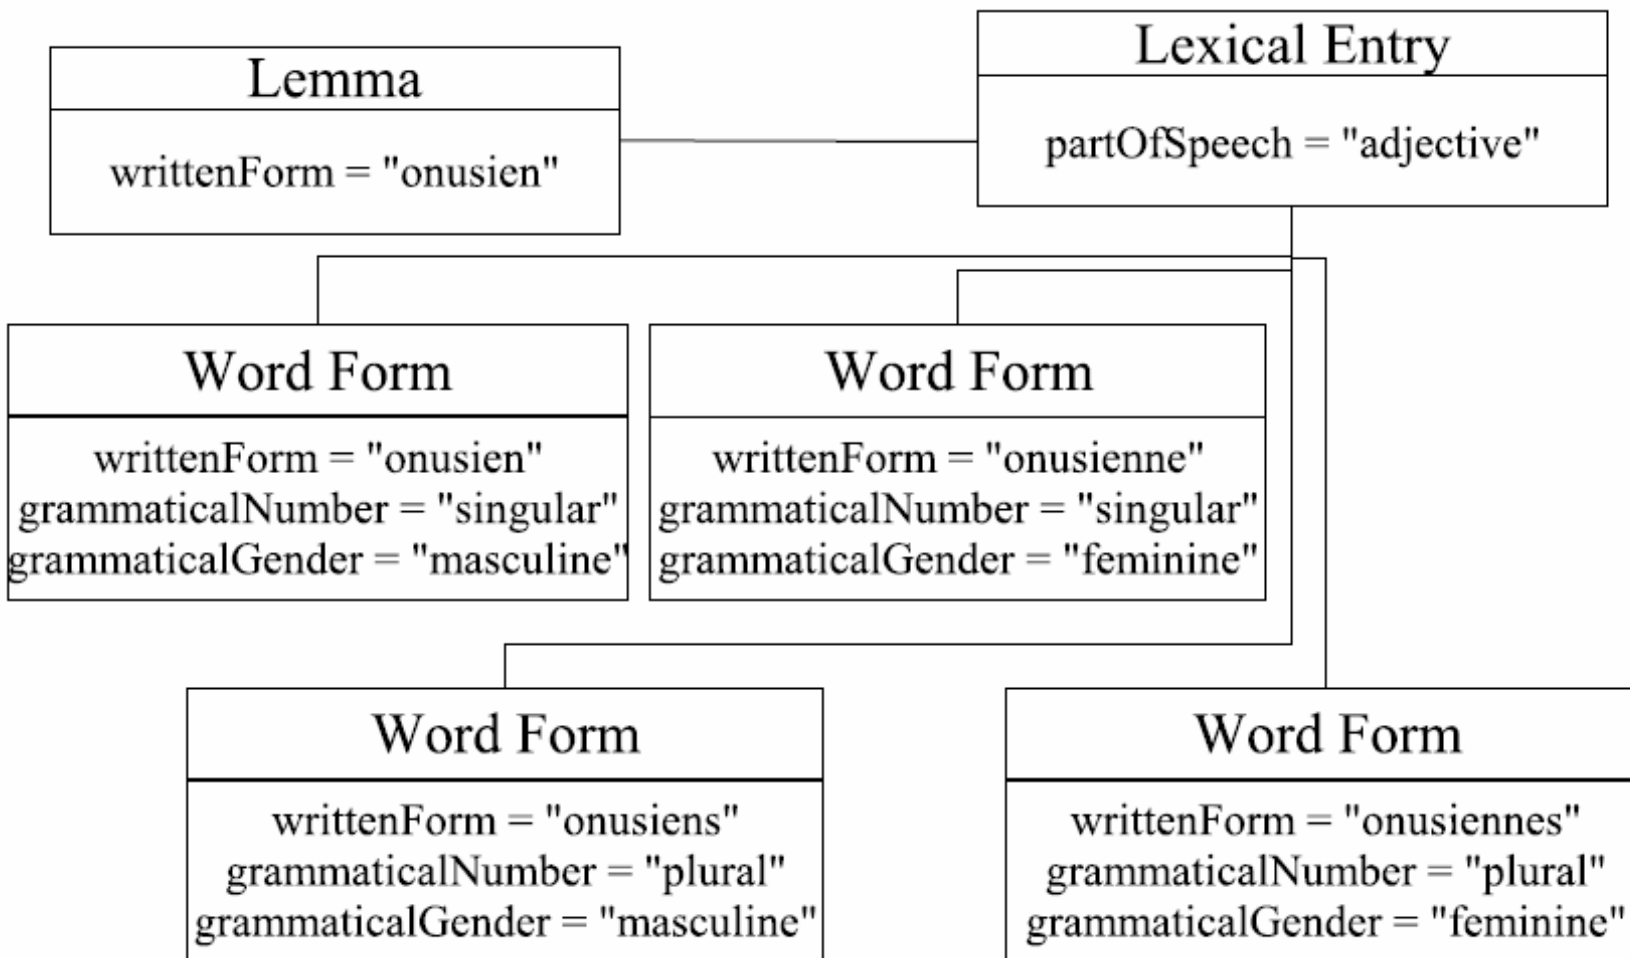 Lemma
writtenForm = "onusien"
Lexical Entry
partOfSpeech = "adjective"
Word Form
writtenForm = "onusien"
grammaticalNumber = "singular"
grammaticalGender = "masculine"
Word Form
writtenForm = "onusienne"
grammaticalNumber = "singular"
grammaticalGender = "feminine"
Word Form
writtenForm = "onusiens"
grammaticalNumber = "plural"
grammaticalGender = "masculine"
Word Form
writtenForm = "onusiennes"
grammaticalNumber = "plural"
grammaticalGender = "feminine"